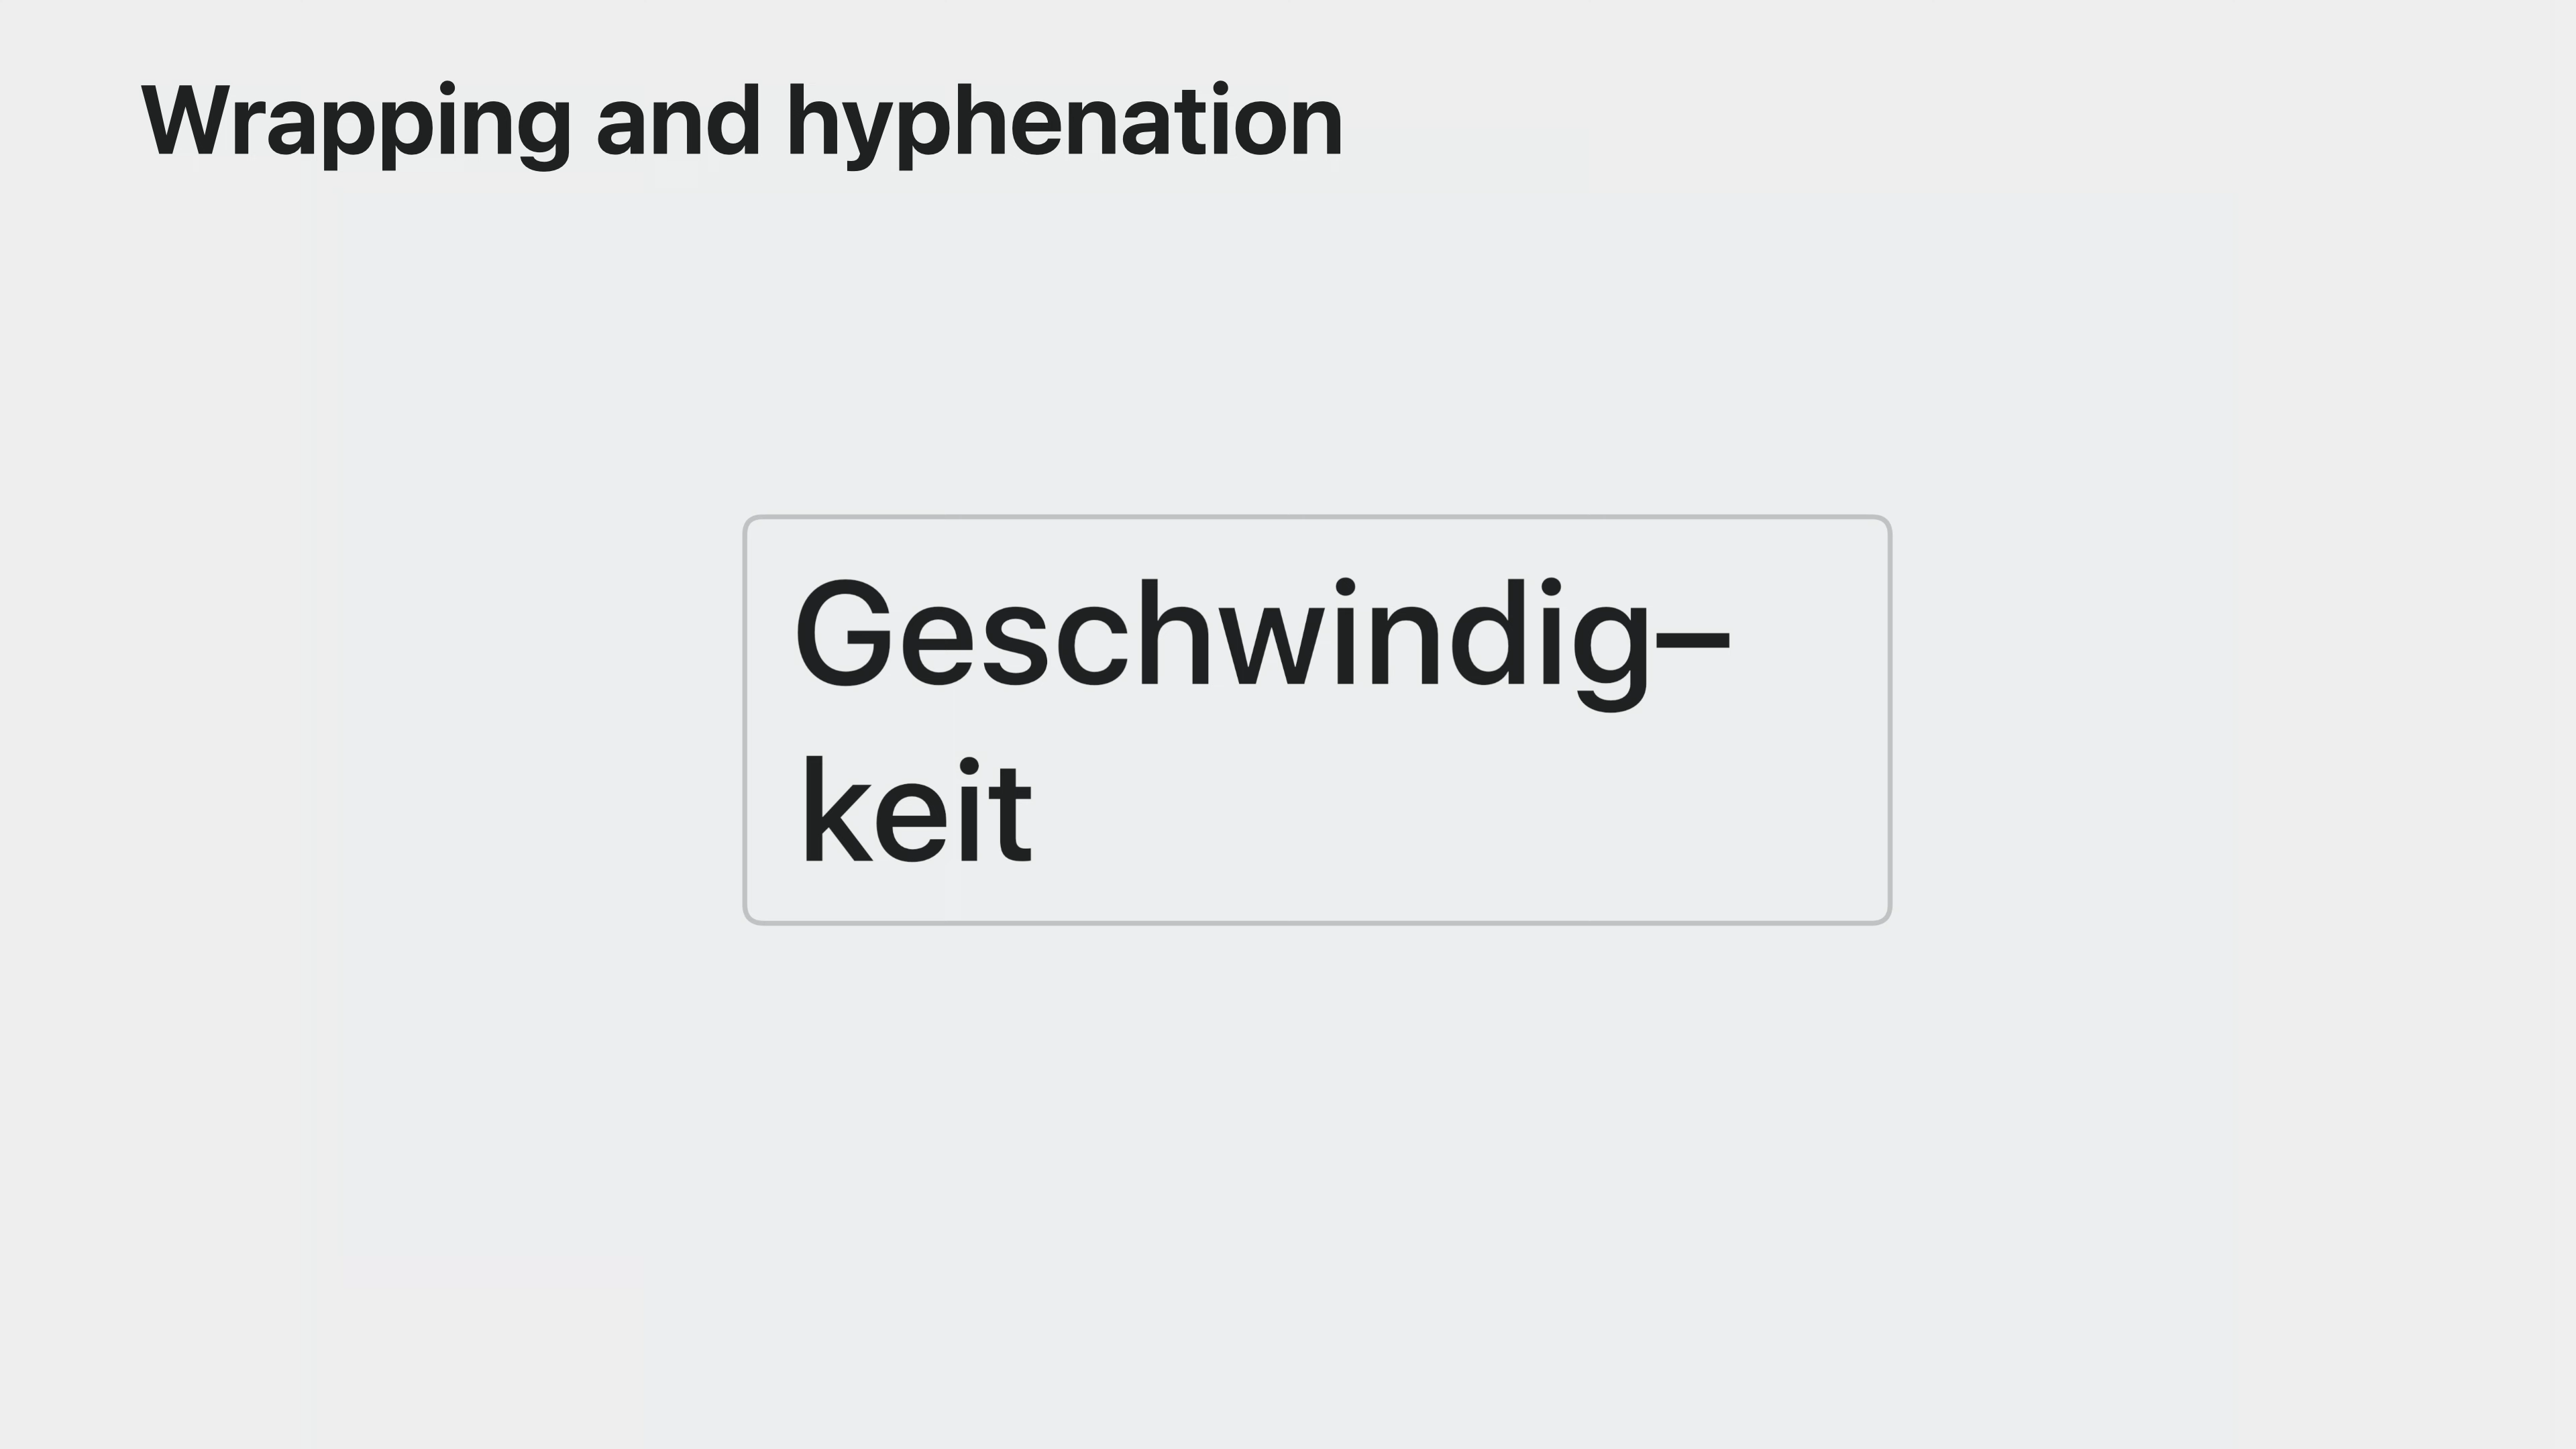 Wrapping and hyphenation
Geschwindig–
keit